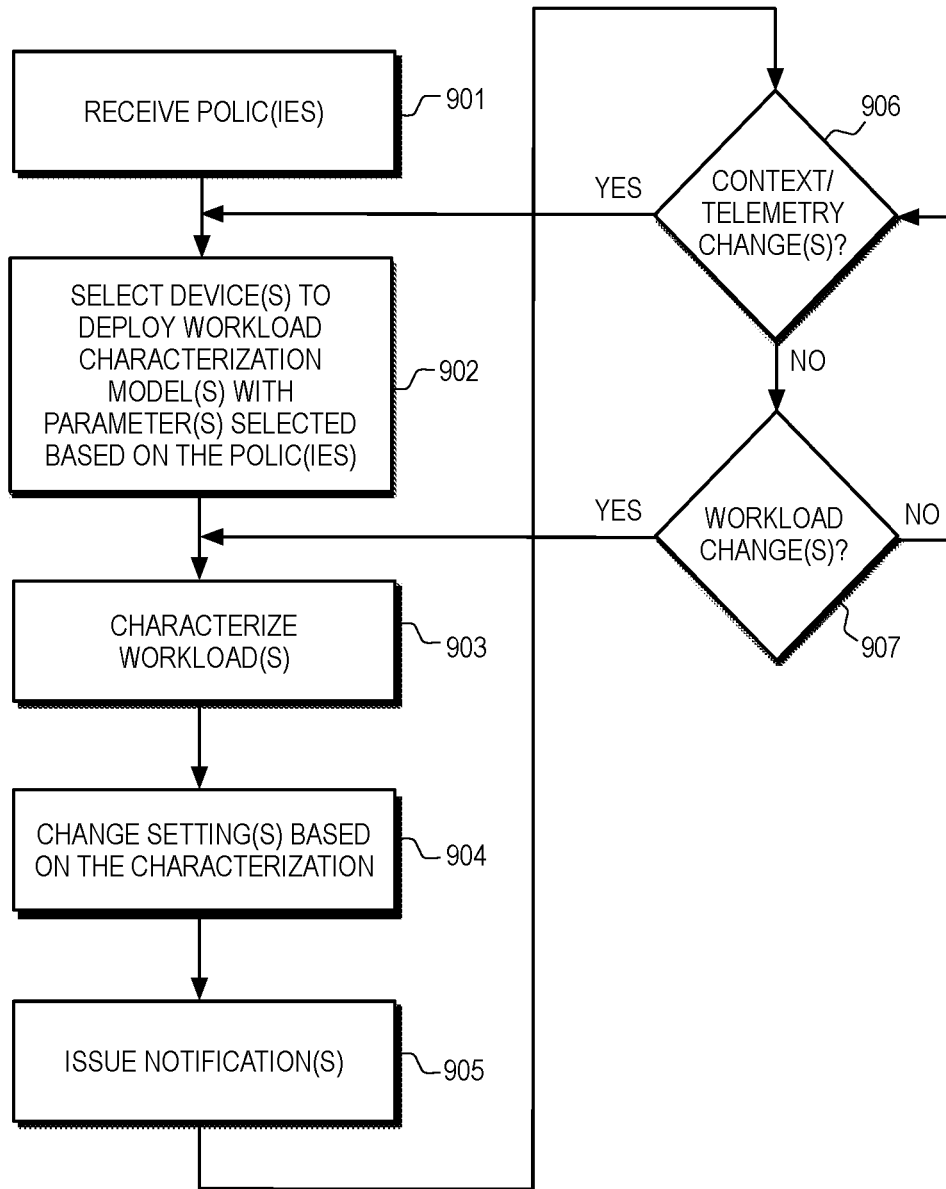 RECEIVE POLIC(IES)
901
SELECT DEVICE(S) TO
DEPLOY WORKLOAD
CHARACTERIZATION
MODEL(S) WITH
PARAMETER(S) SELECTED
BASED ON THE POLIC(IES)
902
CHARACTERIZE
WORKLOAD(S)
903
CHANGE SETTING(S) BASED
ON THE CHARACTERIZATION
904
ISSUE NOTIFICATION(S)
905
906
CONTEXT/
TELEMETRY
CHANGE(S)?
YES
NO
WORKLOAD
CHANGE(S)?
YES
NO
907